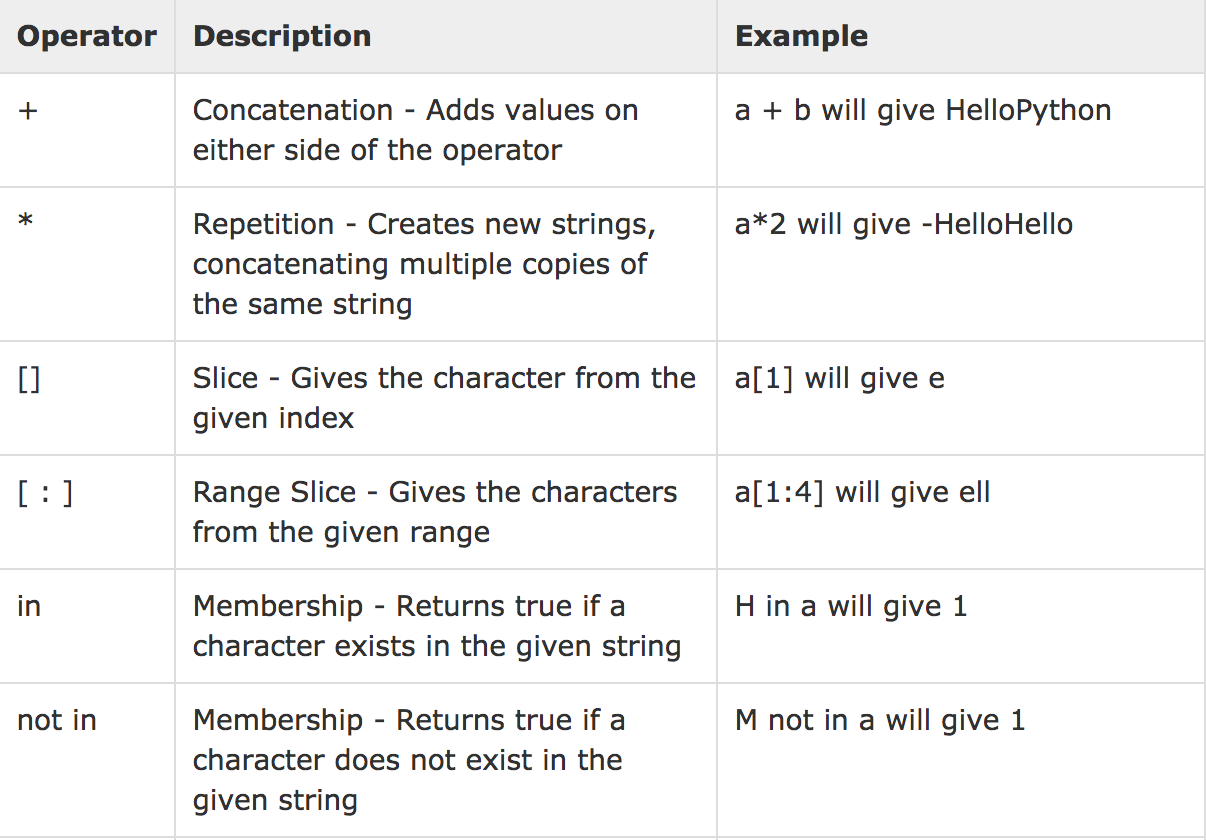 Operator Description Example
+ Concatenation - Adds values on a + b will give HelloPython
either side of the operator
* Repetition - Creates new strings, a*2 will give -HelloHello
concatenating multiple copies of
the same string
[] Slice - Gives the character from the a[1] will give e
given index
[ : ] Range Slice - Gives the characters a[1:4] will give ell
from the given range
in Membership - Returns true if a H in a will give 1
character exists in the given string
not in Membership - Returns true if a M not in a will give 1
character does not exist in the
given string